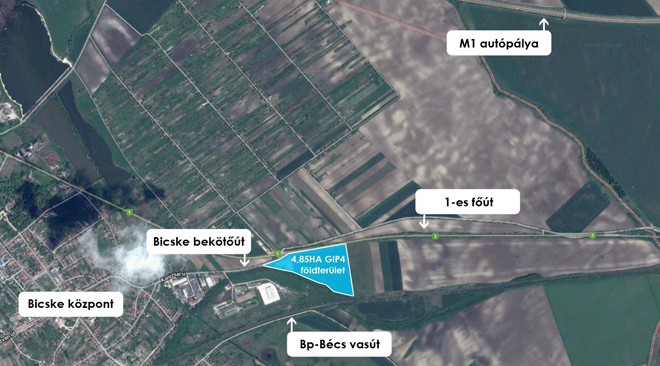 M1 autópálya
1-es főút
Bicske bekötőút
4,85HA GIP4
földterület
Bicske központ
Bp-Bécs vasút